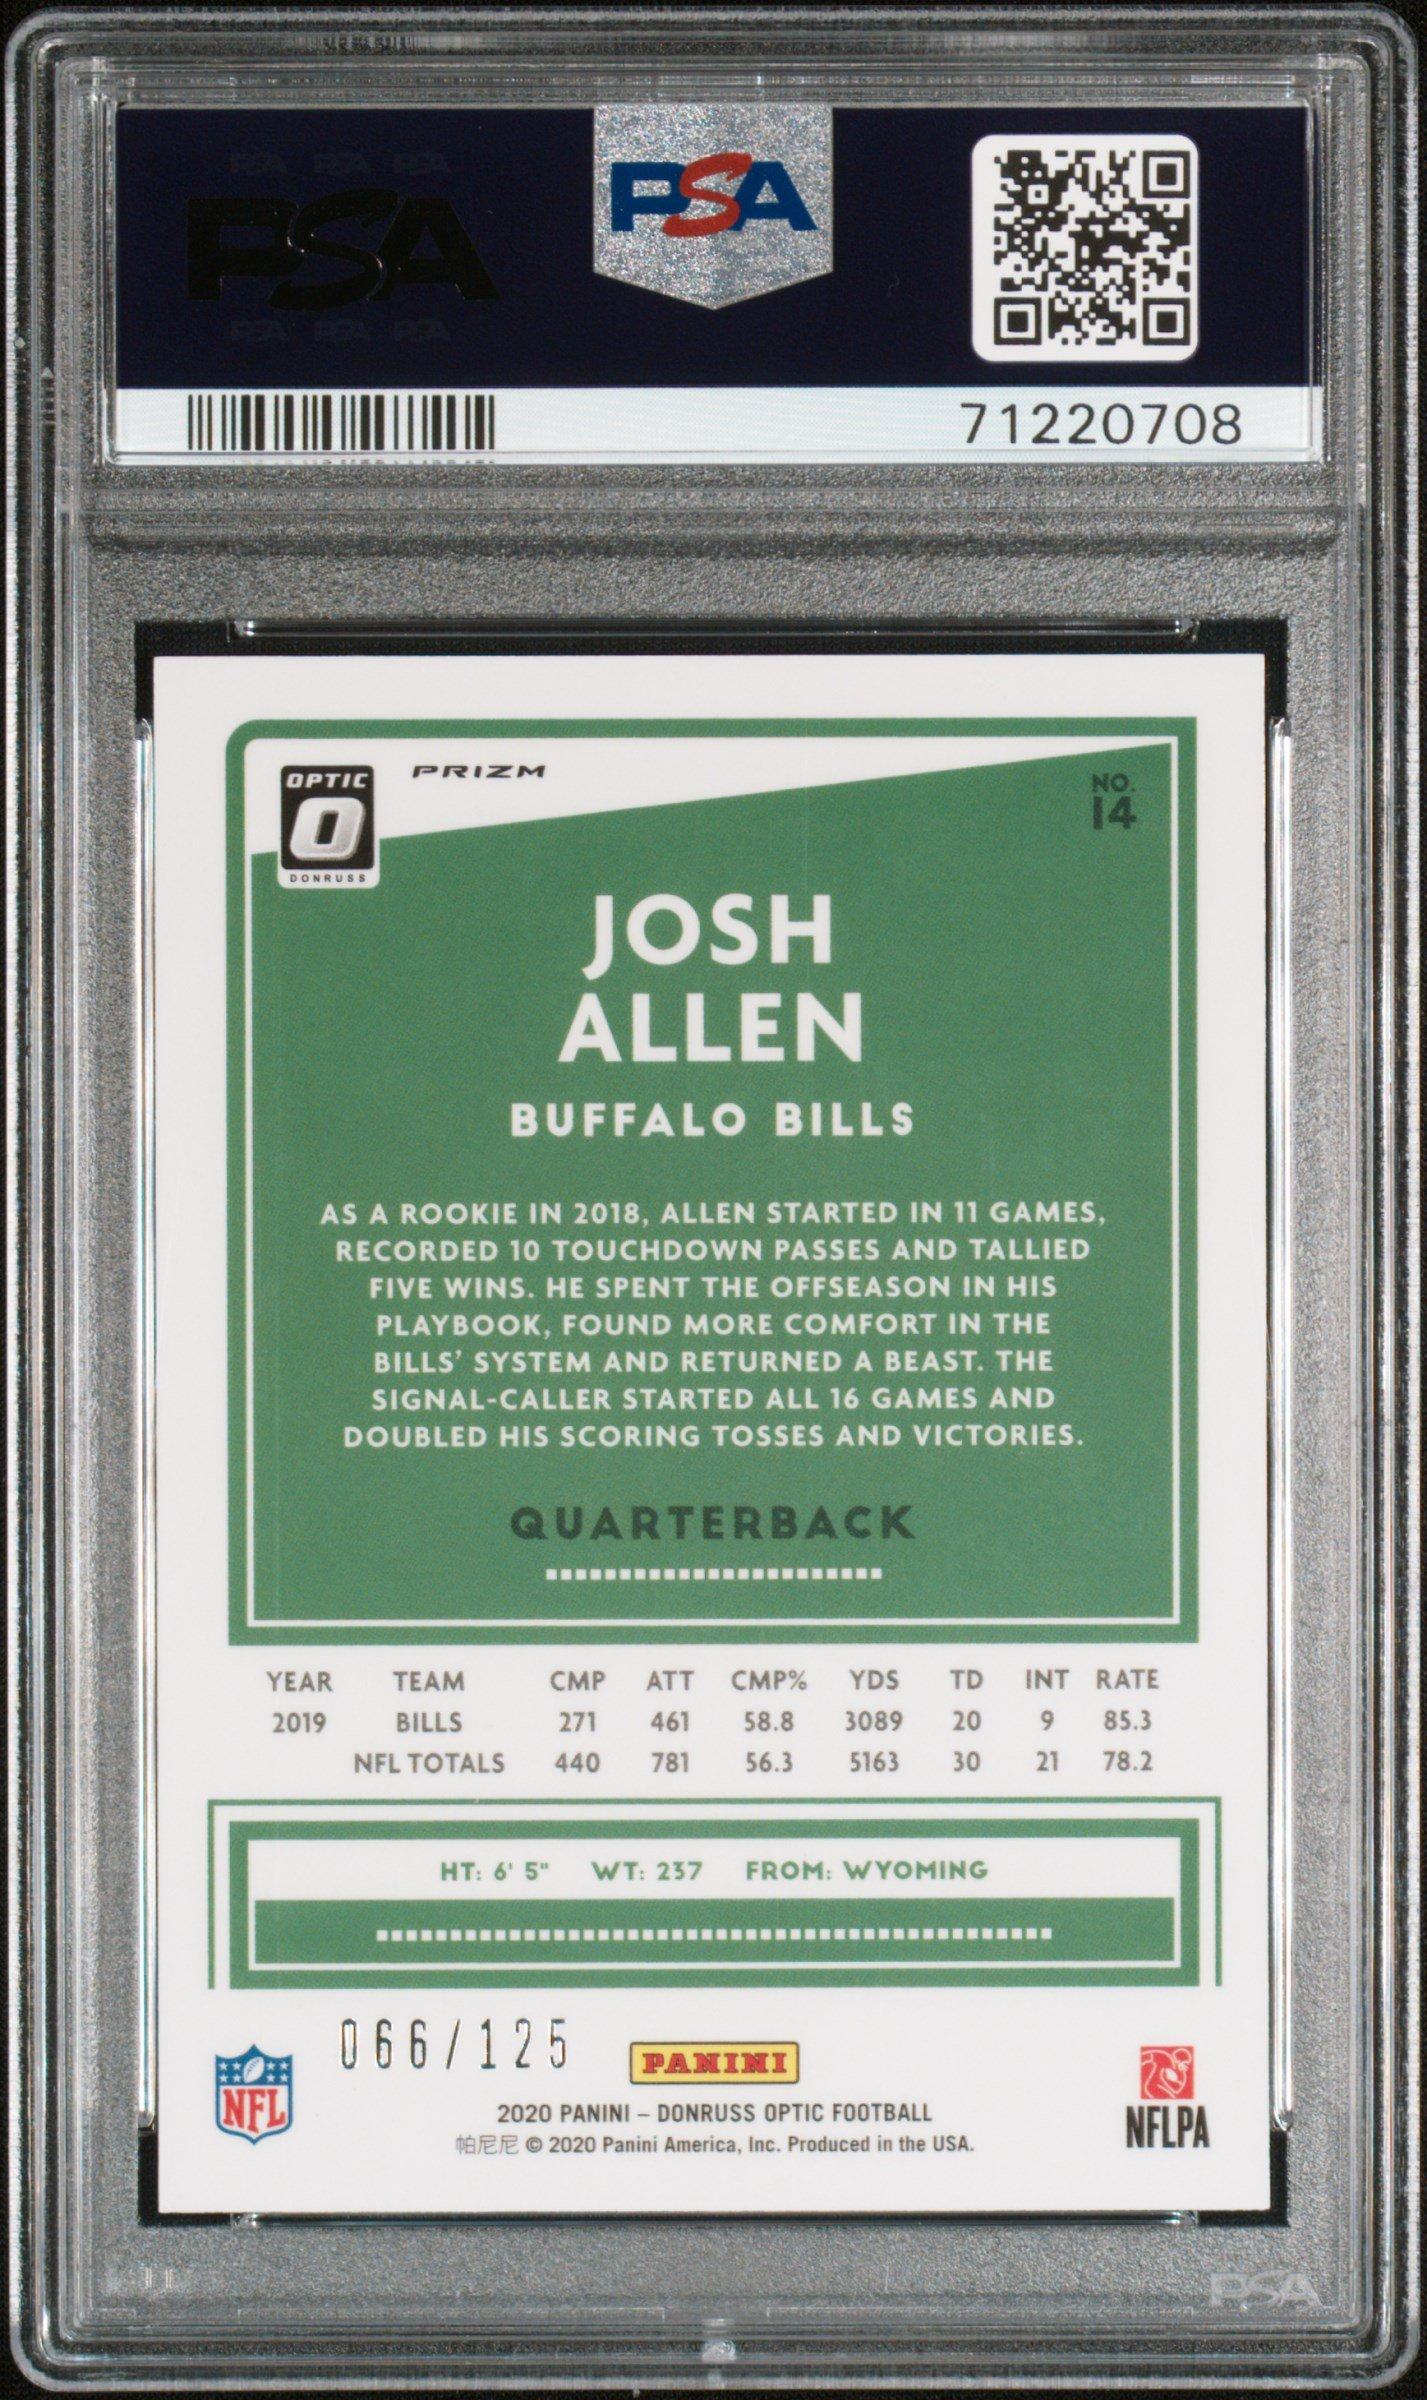 PSA PSA PSA
PSA
PSA PSA PSA
PSA
71220708
OPTIC
O
DONRUSS
PRIZM
NO.
14
JOSH
ALLEN
BUFFALO BILLS
AS A ROOKIE IN 2018, ALLEN STARTED IN 11 GAMES,
RECORDED 10 TOUCHDOWN PASSES AND TALLIED
FIVE WINS. HE SPENT THE OFFSEASON IN HIS
PLAYBOOK, FOUND MORE COMFORT IN THE
BILLS' SYSTEM AND RETURNED A BEAST. THE
SIGNAL-CALLER STARTED ALL 16 GAMES AND
DOUBLED HIS SCORING TOSSES AND VICTORIES.
QUARTERBACK
YEAR TEAM CMP ATT CMP% YDS TD INT RATE
2019 BILLS 271 461 58.8 3089 20 9 85.3
NFL TOTALS 440 781 56.3 5163 30 21 78.2
HT: 6' 5" WT: 237 FROM: WYOMING
066/125
NFL
PANINI
NFLPA
2020 PANINI – DONRUSS OPTIC FOOTBALL
帕尼尼 © 2020 Panini America, Inc. Produced in the USA.
PSA